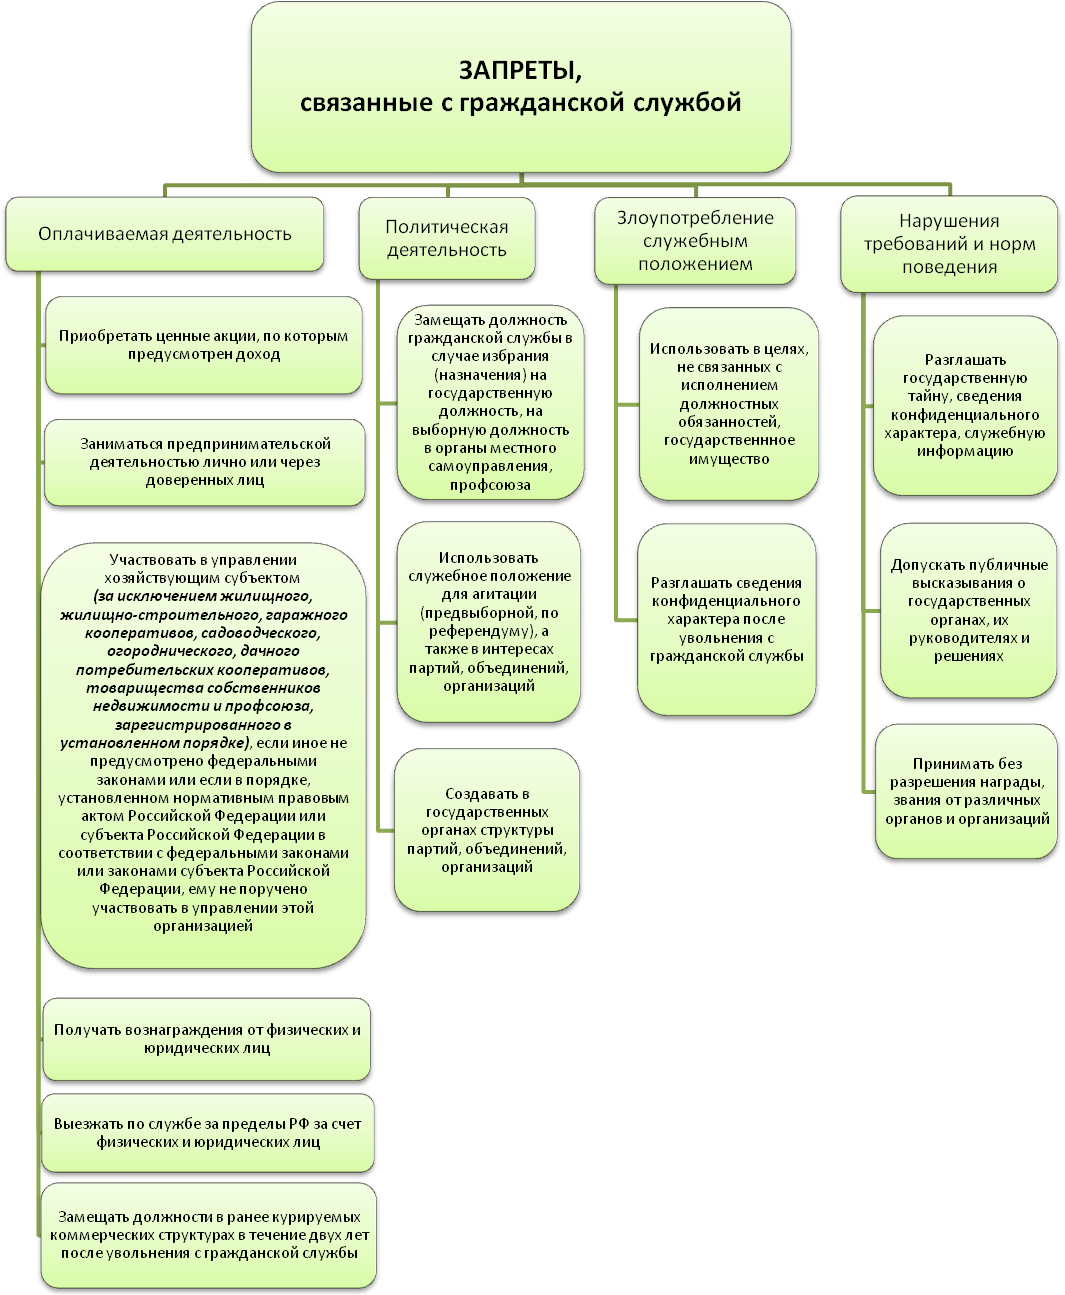 ЗАПРЕТЫ,
связанные с гражданской службой
Оплачиваемая деятельность
Приобретать ценные акции, по которым
предусмотрен доход
Заниматься предпринимательской
деятельностью лично или через
доверенных лиц
Участвовать в управлении
хозяйствующим субъектом
(за исключением жилищного,
жилищно-строительного, гаражного
кооперативов, садоводческого,
огороднического, дачного
потребительских кооперативов,
товарищества собственников
недвижимости и профсоюза,
зарегистрированного в
установленном порядке), если иное не
предусмотрено федеральными
законами или если в порядке,
установленном нормативным правовым
актом Российской Федерации или
субъекта Российской Федерации в
соответствии с федеральными законами
или законами субъекта Российской
Федерации, ему не поручено
участвовать в управлении этой
организацией
Получать вознаграждения от физических и
юридических лиц
Выезжать по службе за пределы РФ за счет
физических и юридических лиц
Замещать должности в ранее курируемых
коммерческих структурах в течение двух лет
после увольнения с гражданской службы
Политическая
деятельность
Замещать должность
гражданской службы в
случае избрания
(назначения) на
государственную
должность, на
выборную должность
в органы местного
самоуправления,
профсоюза
Использовать
служебное положение
для агитации
(предвыборной, по
референдуму), а
также в интересах
партий, объединений,
организаций
Создавать в
государственных
органах структуры
партий, объединений,
организаций
Злоупотребление
служебным
положением
Использовать в целях,
не связанных с
исполнением
должностных
обязанностей,
государственнное
имущество
Разглашать сведения
конфиденциального
характера после
увольнения с
гражданской службы
Нарушения
требований и норм
поведения
Разглашать
государственную
тайну, сведения
конфиденциального
характера, служебную
информацию
Допускать публичные
высказывания о
государственных
органах, их
руководителях и
решениях
Принимать без
разрешения награды,
звания от различных
органов и организаций